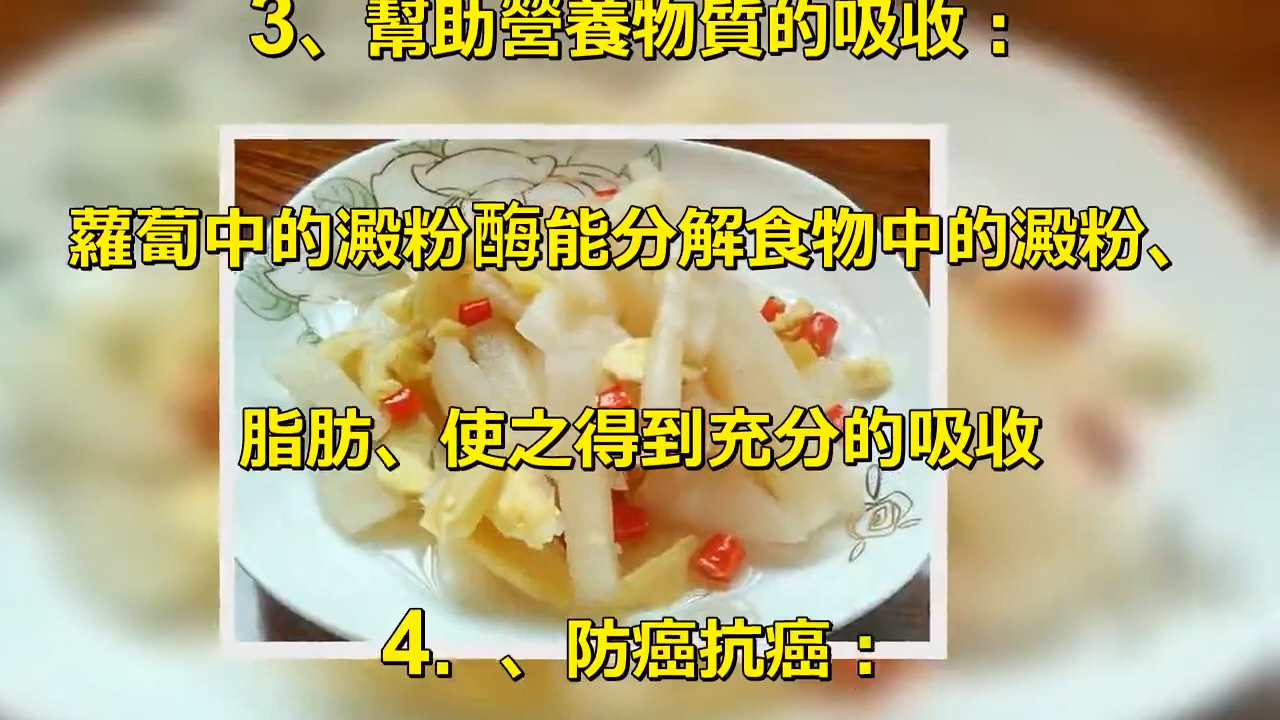 3、幫助營養物質的吸收：
蘿蔔中的澱粉酶能分解食物中的澱粉、
脂肪、使之得到充分的吸收
4. 、防癌抗癌：